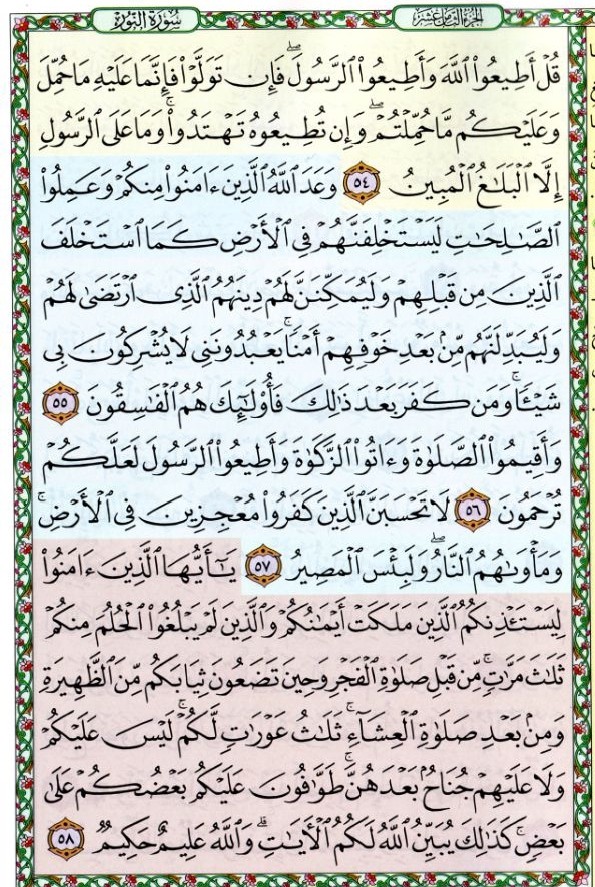 الجزء الثامن عشر
سُورَةُ النُّورِ
قُلۡ أَطِيعُواْ ٱللَّهَ وَأَطِيعُواْ ٱلرَّسُولَۖ فَإِن تَوَلَّوۡاْ فَإِنَّمَا عَلَيۡهِ مَا حُمِّلَ
وَعَلَيۡكُم مَّا حُمِّلۡتُمۡۖ وَإِن تُطِيعُوهُ تَهۡتَدُواْۚ وَمَا عَلَى ٱلرَّسُولِ
إِلَّا ٱلۡبَلَٰغُ ٱلۡمُبِينُ ٥٤ وَعَدَ ٱللَّهُ ٱلَّذِينَ ءَامَنُواْ مِنكُمۡ وَعَمِلُواْ
ٱلصَّٰلِحَٰتِ لَيَسۡتَخۡلِفَنَّهُمۡ فِي ٱلۡأَرۡضِ كَمَا ٱسۡتَخۡلَفَ
ٱلَّذِينَ مِن قَبۡلِهِمۡ وَلَيُمَكِّنَنَّ لَهُمۡ دِينَهُمُ ٱلَّذِي ٱرۡتَضَىٰ لَهُمۡ
وَلَيُبَدِّلَنَّهُم مِّنۢ بَعۡدِ خَوۡفِهِمۡ أَمۡنٗاۚ يَعۡبُدُونَنِي لَا يُشۡرِكُونَ بِي
شَيۡـٔٗاۚ وَمَن كَفَرَ بَعۡدَ ذَٰلِكَ فَأُوْلَٰٓئِكَ هُمُ ٱلۡفَٰسِقُونَ ٥٥
وَأَقِيمُواْ ٱلصَّلَوٰةَ وَءَاتُواْ ٱلزَّكَوٰةَ وَأَطِيعُواْ ٱلرَّسُولَ لَعَلَّكُمۡ
تُرۡحَمُونَ ٥٦ لَا تَحۡسَبَنَّ ٱلَّذِينَ كَفَرُواْ مُعۡجِزِينَ فِي ٱلۡأَرۡضِۚ
وَمَأۡوَىٰهُمُ ٱلنَّارُۖ وَلَبِئۡسَ ٱلۡمَصِيرُ ٥٧ يَٰٓأَيُّهَا ٱلَّذِينَ ءَامَنُواْ
لِيَسۡتَـٔۡذِنكُمُ ٱلَّذِينَ مَلَكَتۡ أَيۡمَٰنُكُمۡ وَٱلَّذِينَ لَمۡ يَبۡلُغُواْ ٱلۡحُلُمَ مِنكُمۡ
ثَلَٰثَ مَرَّٰتٖۚ مِّن قَبۡلِ صَلَوٰةِ ٱلۡفَجۡرِ وَحِينَ تَضَعُونَ ثِيَابَكُم مِّنَ ٱلظَّهِيرَةِ
وَمِنۢ بَعۡدِ صَلَوٰةِ ٱلۡعِشَآءِۚ ثَلَٰثُ عَوۡرَٰتٖ لَّكُمۡۚ لَيۡسَ عَلَيۡكُمۡ
وَلَا عَلَيۡهِمۡ جُنَاحُۢ بَعۡدَهُنَّۚ طَوَّٰفُونَ عَلَيۡكُم بَعۡضُكُمۡ عَلَىٰ
بَعۡضٖۚ كَذَٰلِكَ يُبَيِّنُ ٱللَّهُ لَكُمُ ٱلۡأٓيَٰتِۗ وَٱللَّهُ عَلِيمٌ حَكِيمٞ ٥٨